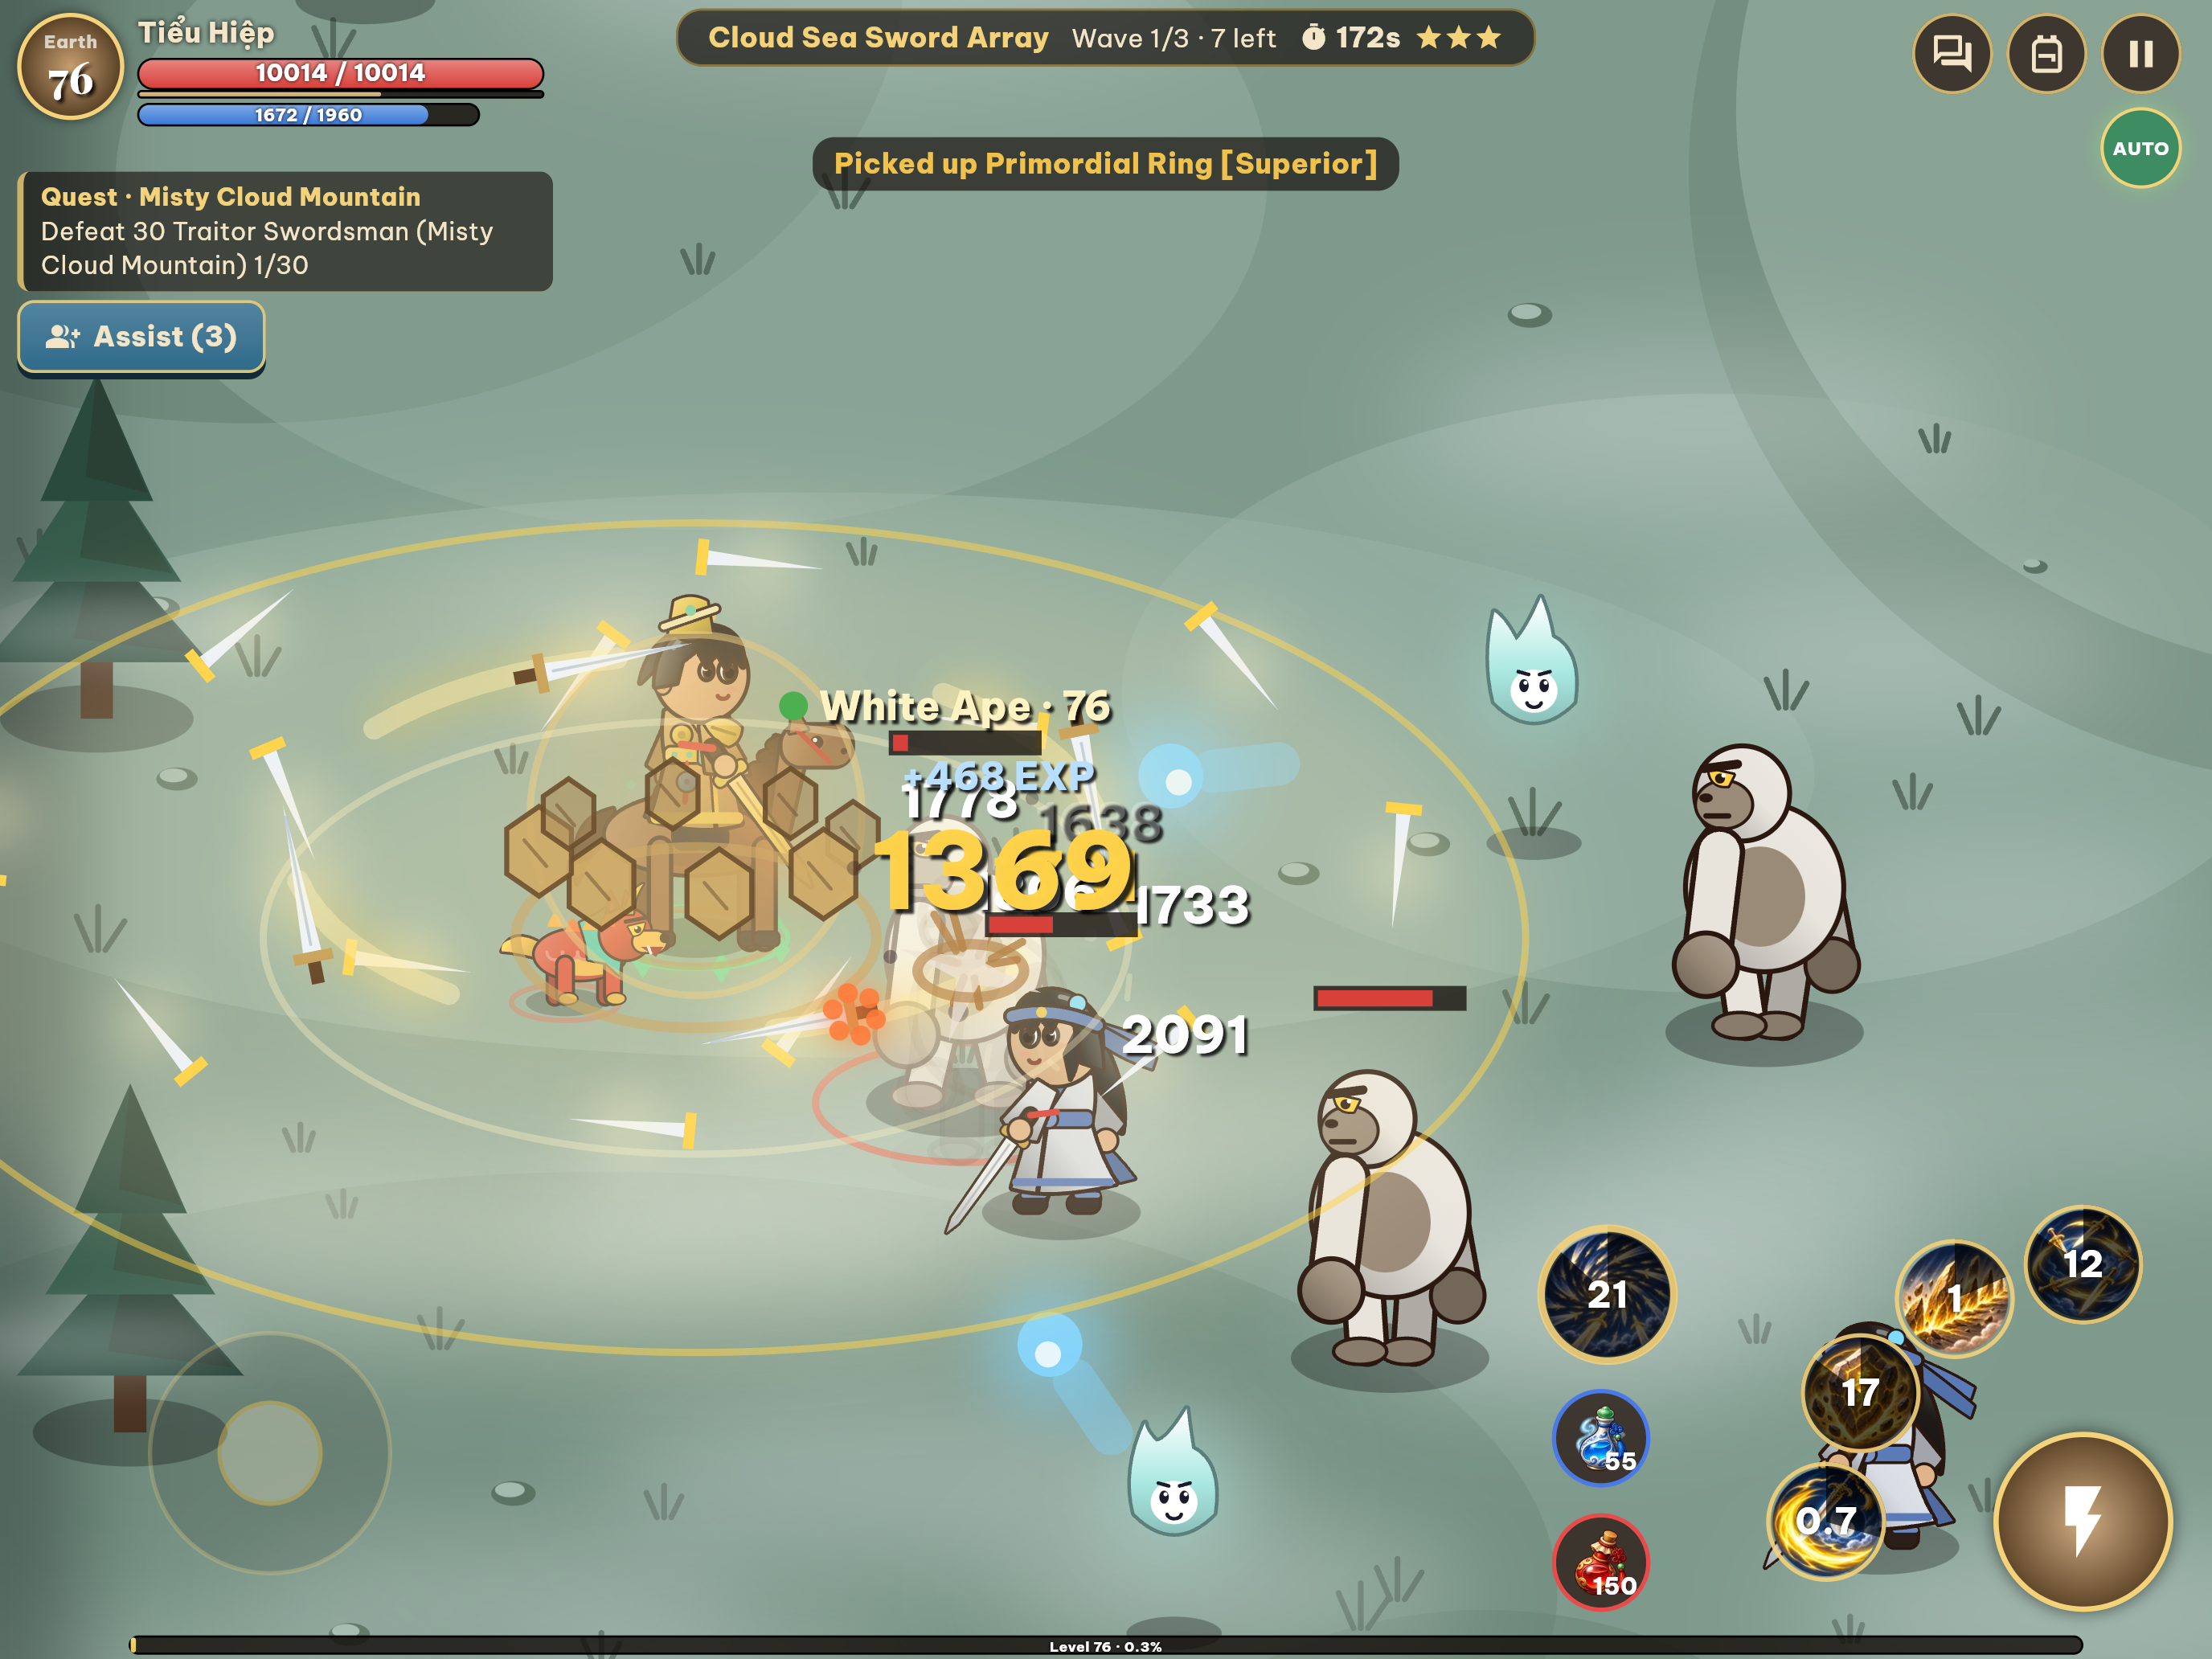 Earth
76
Tiểu Hiệp
10014 / 10014
1672 / 1960
Cloud Sea Sword Array Wave 1/3 · 7 left 172s
AUTO
Picked up Primordial Ring [Superior]
Quest · Misty Cloud Mountain
Defeat 30 Traitor Swordsman (Misty
Cloud Mountain) 1/30
Assist (3)
White Ape · 76
+468 EXP
1778
1638
1369
1733
2091
21
1
12
17
55
0.7
150
Level 76 · 0.3%